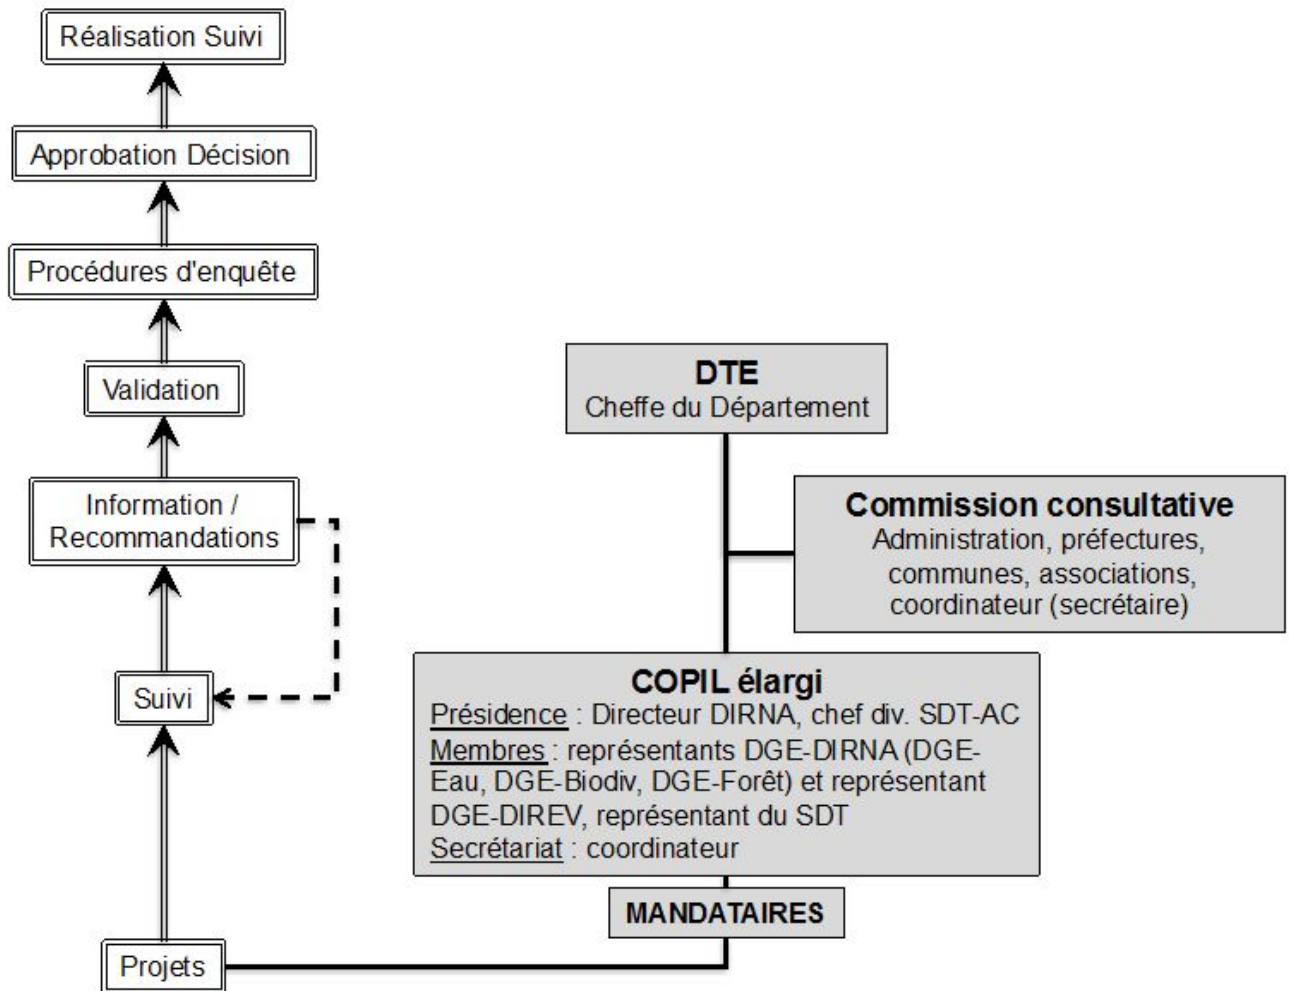 Réalisation Suivi
Approbation Décision
Procédures d'enquête
Validation
Information /
Recommandations
Suivi
Projets
DTE
Cheffe du Département
Commission consultative
Administration, préfectures,
communes, associations,
coordinateur (secrétaire)
COPIL élargi
Présidence : Directeur DIRNA, chef div. SDT-AC
Membres : représentants DGE-DIRNA (DGE-
Eau, DGE-Biodiv, DGE-Forêt) et représentant
DGE-DIREV, représentant du SDT
Secrétariat : coordinateur
MANDATAIRES